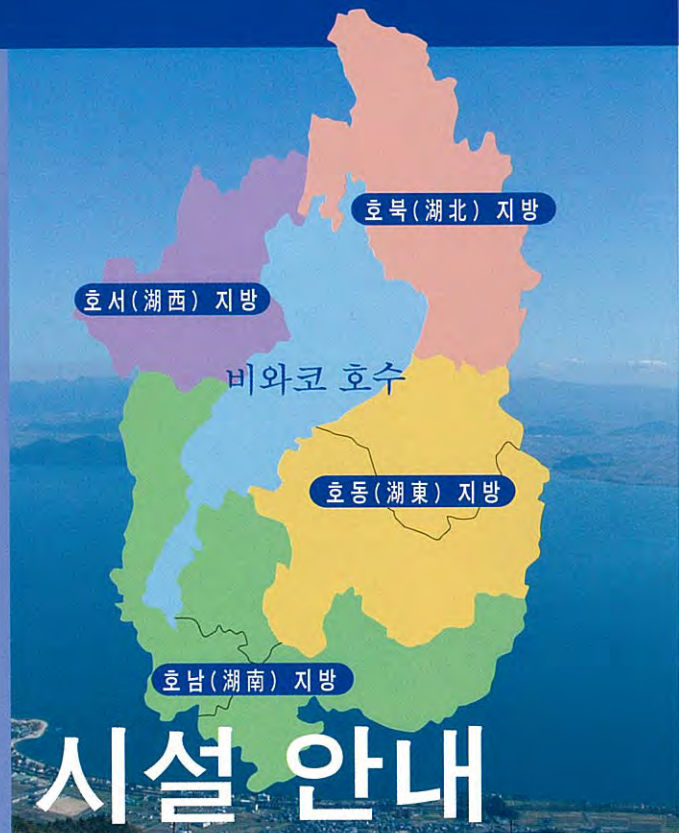 호북(湖北) 지방
호서(湖西) 지방
비와코 호수
호동(湖東) 지방
호남(湖南) 지방
시설 안내